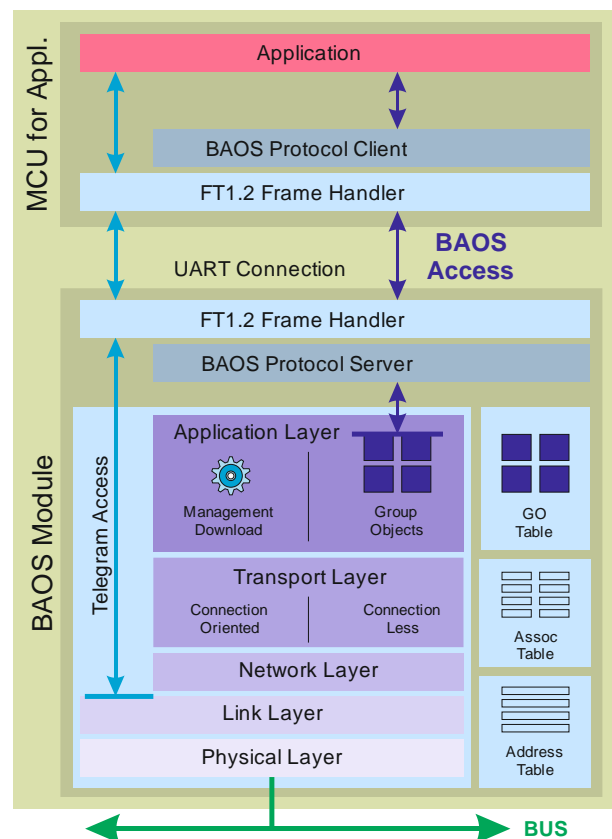 MCU for Appl.
Application
BAOS Protocol Client
FT1.2 Frame Handler
UART Connection
BAOS
Access
BAOS Module
FT1.2 Frame Handler
BAOS Protocol Server
Telegram Access
Application Layer
Management
Download
Group
Objects
GO
Table
Transport Layer
Connection
Oriented
Connection
Less
Assoc
Table
Network Layer
Link Layer
Physical Layer
Address
Table
BUS